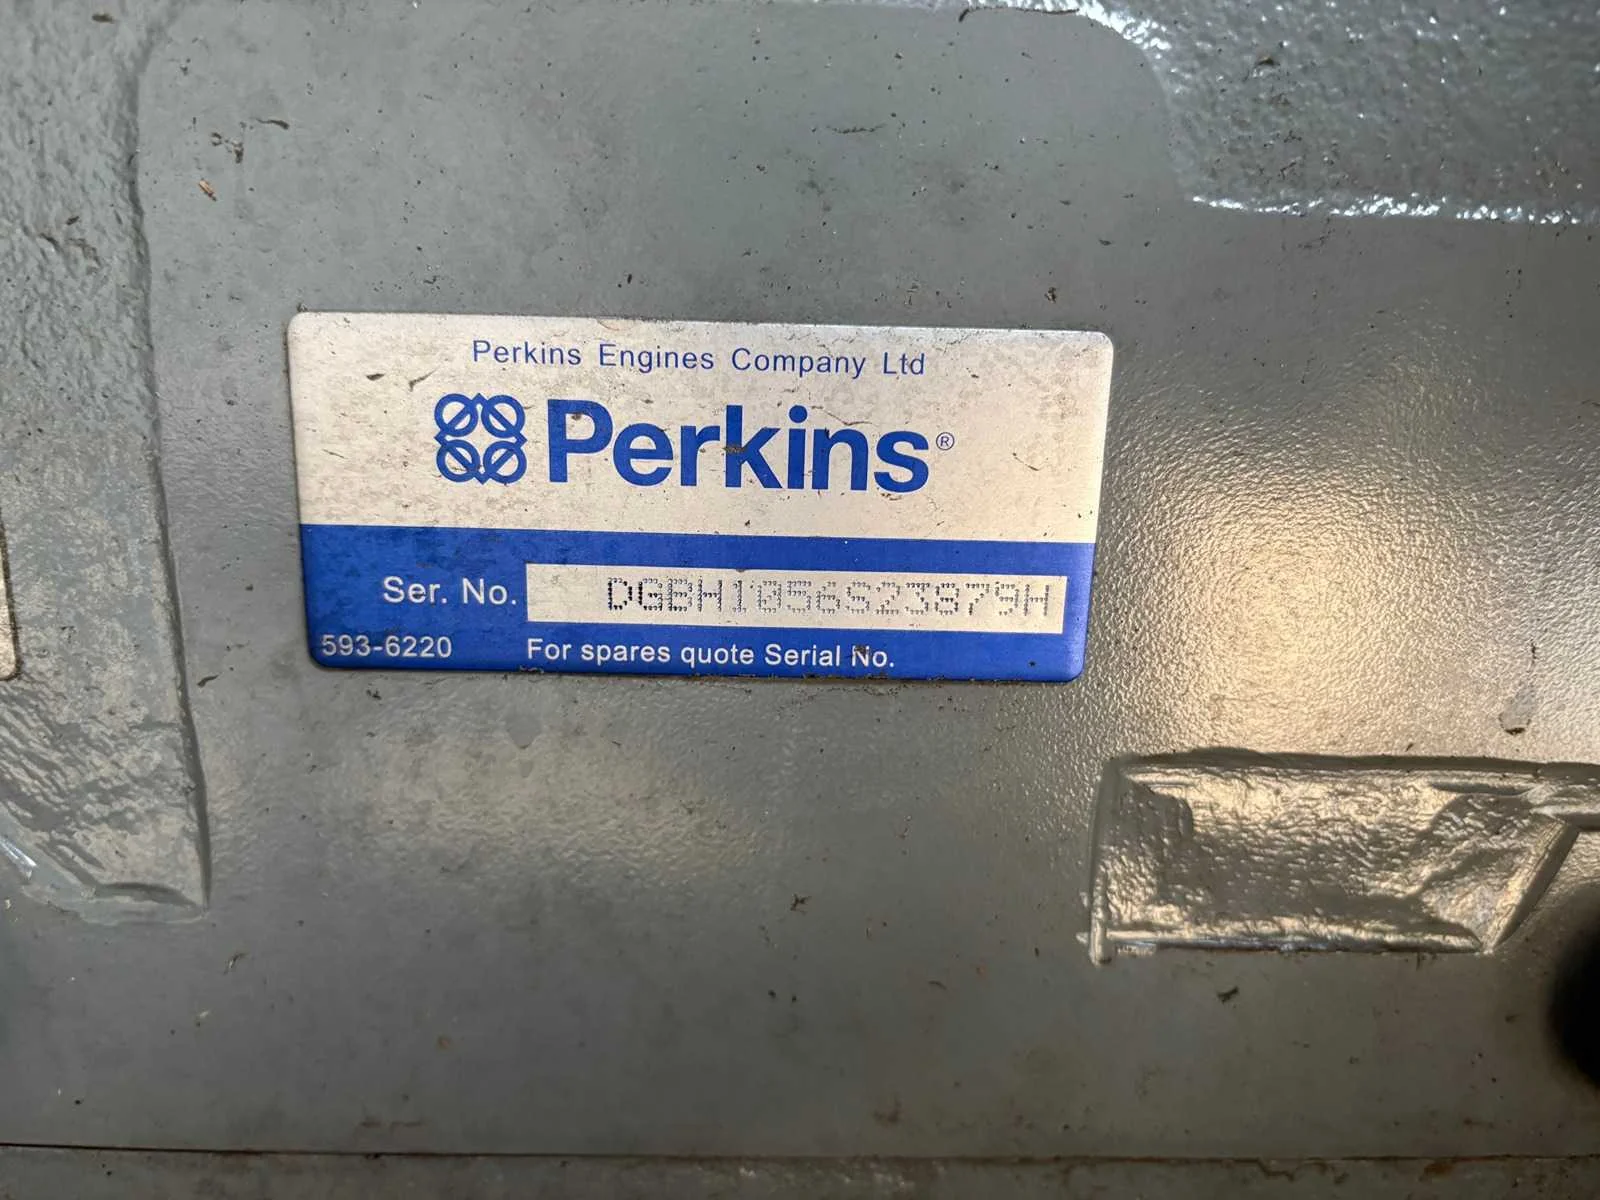 Perkins Engines Company Ltd
Perkins®
Ser. No. DGBH1056S23879H
593-6220 For spares quote Serial No.